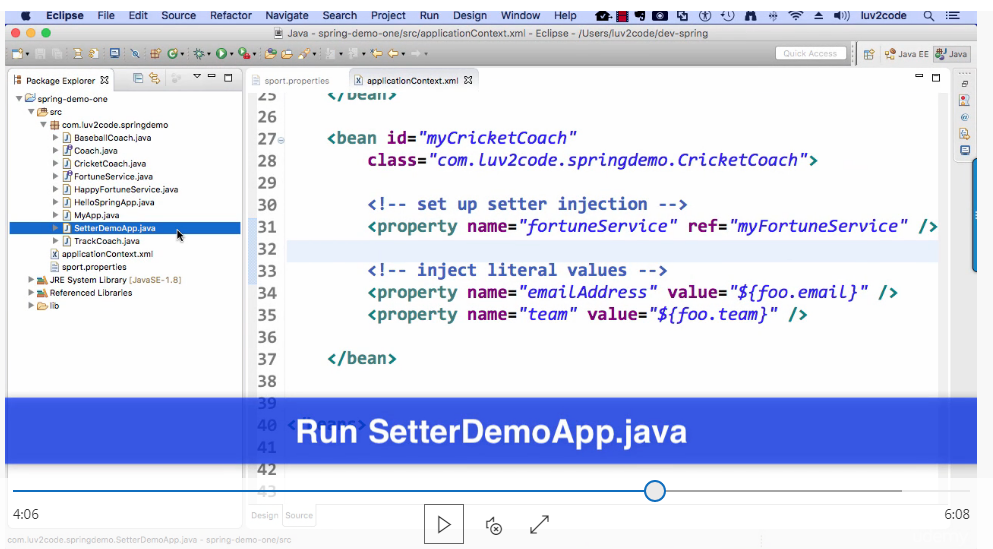 Eclipse File Edit Source Refactor Navigate Search Project Run Design Window Help luv2code
Java - spring-demo-one/src/applicationContext.xml - Eclipse - /Users/luv2code/dev-spring
Quick Access Java EE Java
Package Explorer
spring-demo-one
src
com.luv2code.springdemo
BaseballCoach.java
Coach.java
CricketCoach.java
FortuneService.java
HappyFortuneService.java
HelloSpringApp.java
MyApp.java
SetterDemoApp.java
TrackCoach.java
applicationContext.xml
sport.properties
JRE System Library [JavaSE-1.8]
Referenced Libraries
lib
sport.properties applicationContext.xml
25 </bean>
26
27 <bean id="myCricketCoach"
28 class="com.luv2code.springdemo.CricketCoach">
29
30 <!-- set up setter injection -->
31 <property name="fortuneService" ref="myFortuneService" />
32
33 <!-- inject literal values -->
34 <property name="emailAddress" value="${foo.email}" />
35 <property name="team" value="${foo.team}" />
36
37 </bean>
38
39
40 </beans>
Run SetterDemoApp.java
41
42
43
4:06
6:08
Design Source
com.luv2code.springdemo.SetterDemoApp.java - spring-demo-one/src